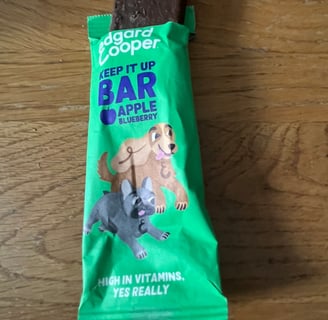 Edgard
Cooper
KEEP IT UP
BAR
APPLE
BLUEBERRY
HIGH IN VITAMINS,
YES REALLY